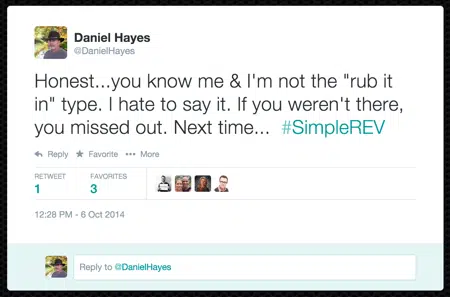 Daniel Hayes
@DanielHayes
Honest...you know me & I'm not the "rub it
in" type. I hate to say it. If you weren't there,
you missed out. Next time... #SimpleREV
Reply Favorite More
RETWEET FAVORITES
1 3
12:28 PM - 6 Oct 2014
Reply to @DanielHayes